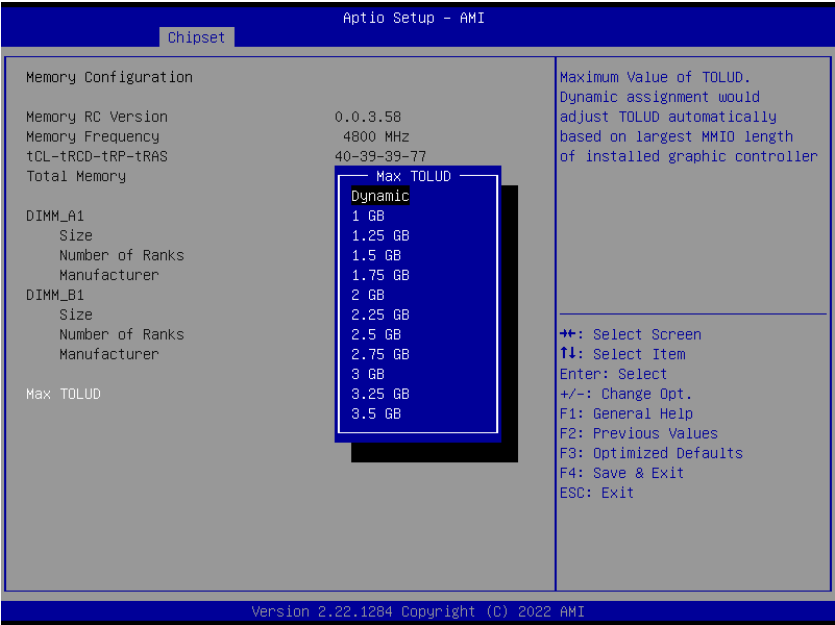 Aptio Setup – AMI
Chipset
Memory Configuration
Memory RC Version 0.0.3.58
Memory Frequency 4800 MHz
tCL-tRCD-tRP-tRAS 40-39-39-77
Total Memory
DIMM_A1
Size
Number of Ranks
Manufacturer
DIMM_B1
Size
Number of Ranks
Manufacturer
Max TOLUD
Max TOLUD
Dynamic
1 GB
1.25 GB
1.5 GB
1.75 GB
2 GB
2.25 GB
2.5 GB
2.75 GB
3 GB
3.25 GB
3.5 GB
Maximum Value of TOLUD.
Dynamic assignment would
adjust TOLUD automatically
based on largest MMIO length
of installed graphic controller
→←: Select Screen
↑↓: Select Item
Enter: Select
+/-: Change Opt.
F1: General Help
F2: Previous Values
F3: Optimized Defaults
F4: Save & Exit
ESC: Exit
Version 2.22.1284 Copyright (C) 2022 AMI